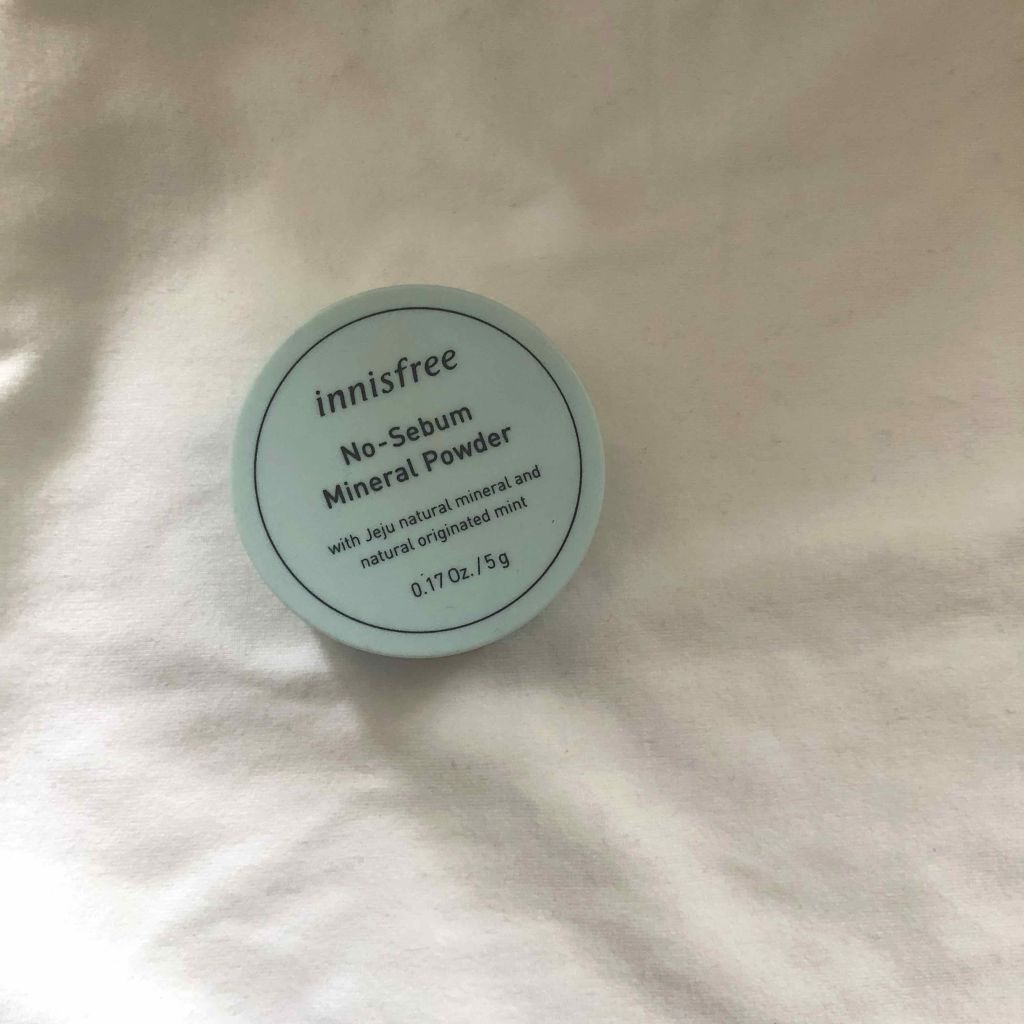 innisfree
No-Sebum
Mineral Powder
with Jeju natural mineral and
natural originated mint
0.17 Oz. / 5 g